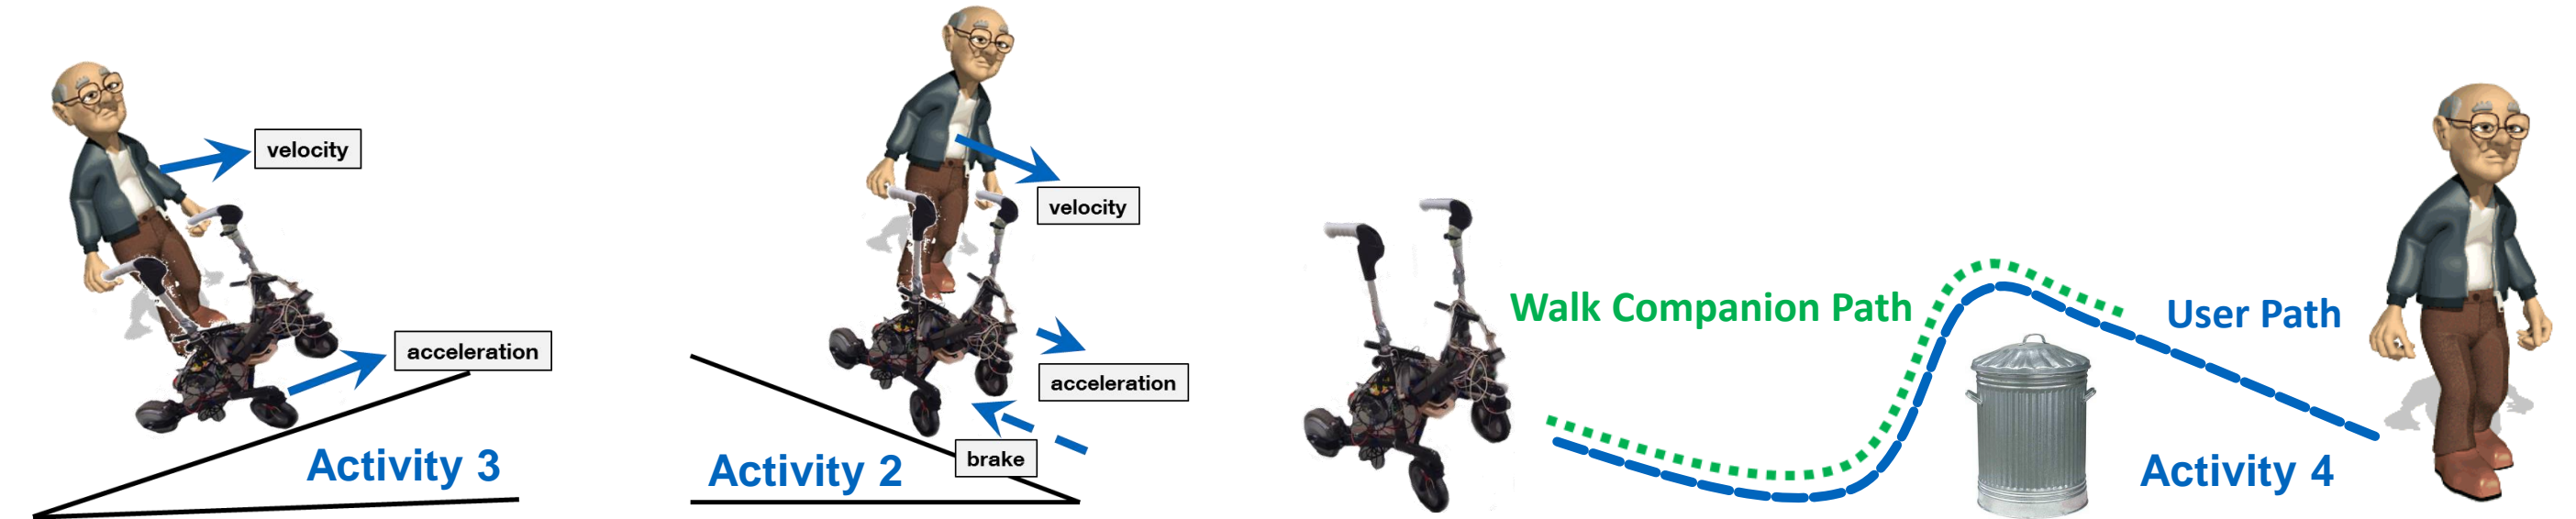 velocity
acceleration
Activity 3
velocity
acceleration
brake
Activity 2
Walk Companion Path
User Path
Activity 4